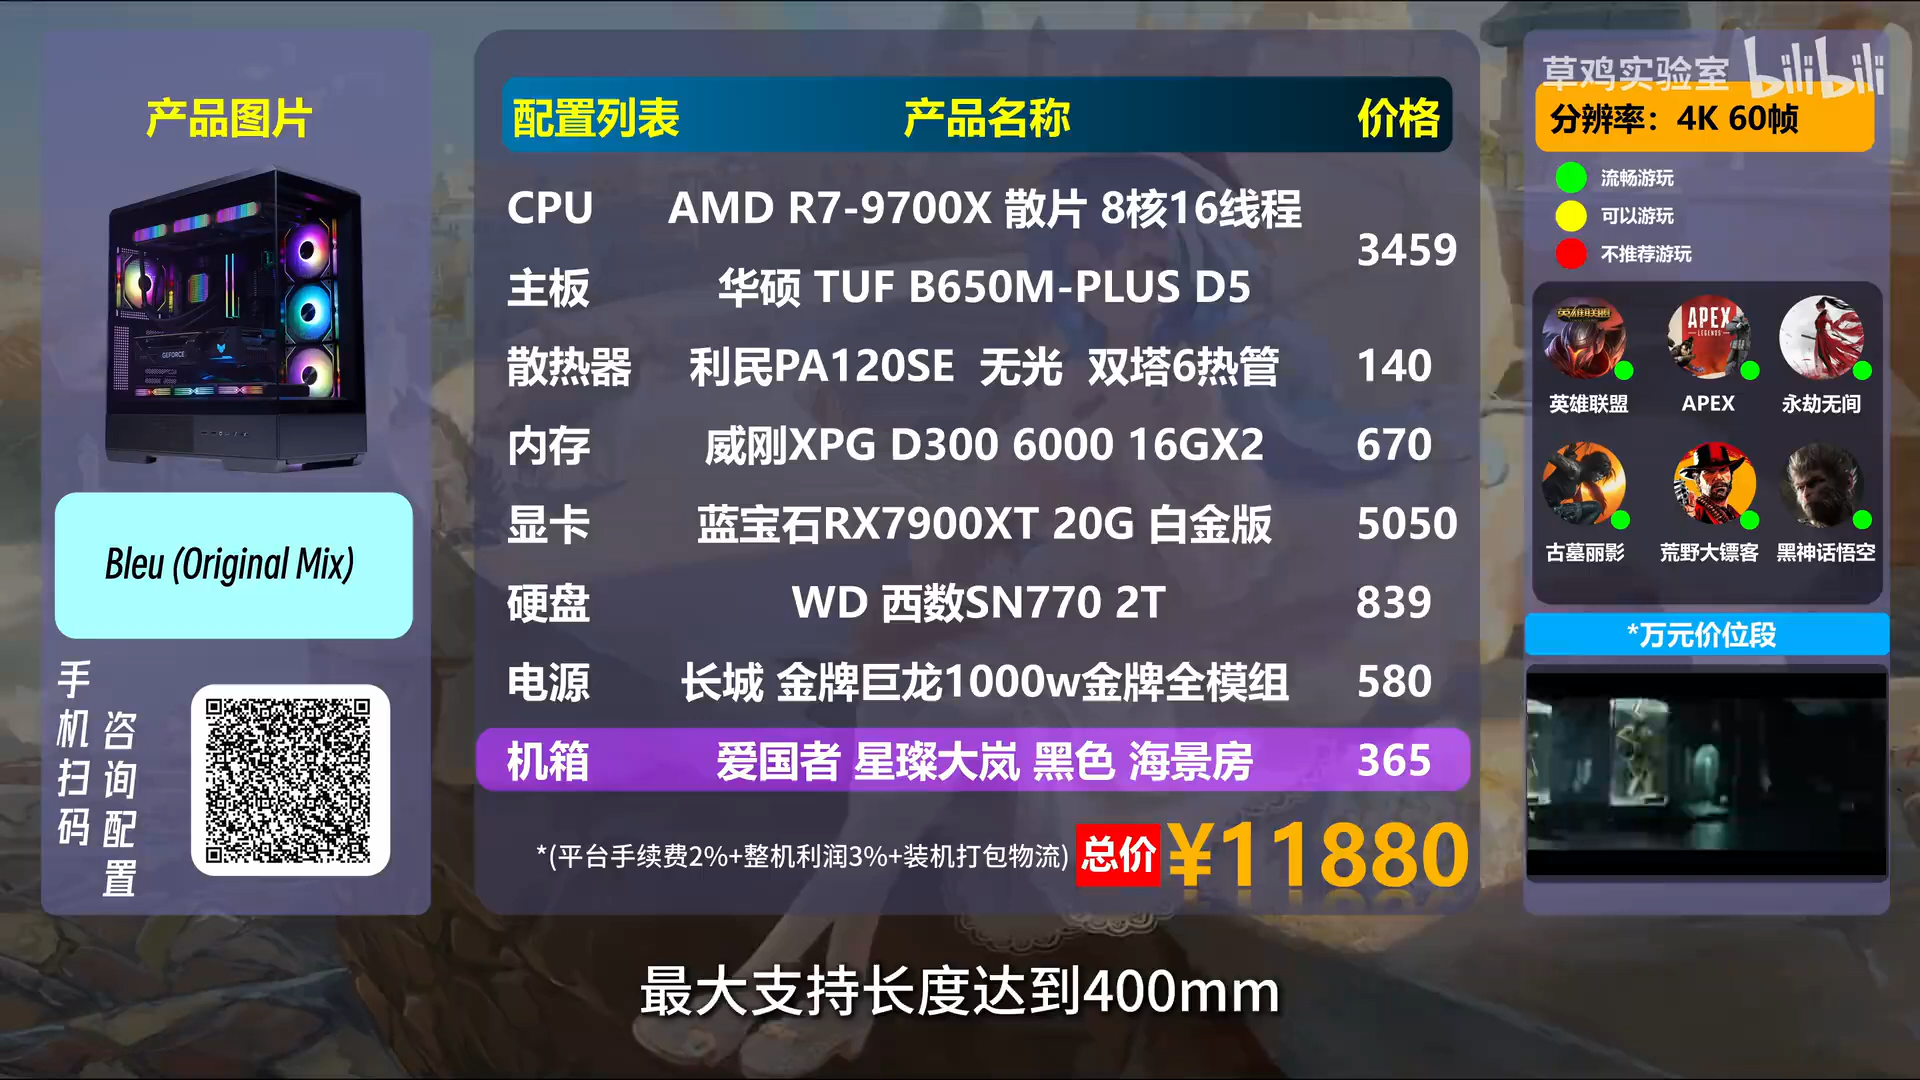 产品图片
Bleu (Original Mix)
手机扫码
咨询配置
配置列表 产品名称 价格
CPU AMD R7-9700X 散片 8核16线程
3459
主板 华硕 TUF B650M-PLUS D5
散热器 利民PA120SE 无光 双塔6热管 140
内存 威刚XPG D300 6000 16GX2 670
显卡 蓝宝石RX7900XT 20G 白金版 5050
硬盘 WD 西数SN770 2T 839
电源 长城 金牌巨龙1000w金牌全模组 580
机箱 爱国者 星璨大岚 黑色 海景房 365
*(平台手续费2%+整机利润3%+装机打包物流) 总价 ¥11880
草鸡实验室 bilibili
分辨率：4K 60帧
流畅游玩
可以游玩
不推荐游玩
英雄联盟
APEX
LEGENDS
英雄联盟 APEX 永劫无间
古墓丽影 荒野大镖客 黑神话悟空
*万元价位段
GEFORCE
最大支持长度达到400mm